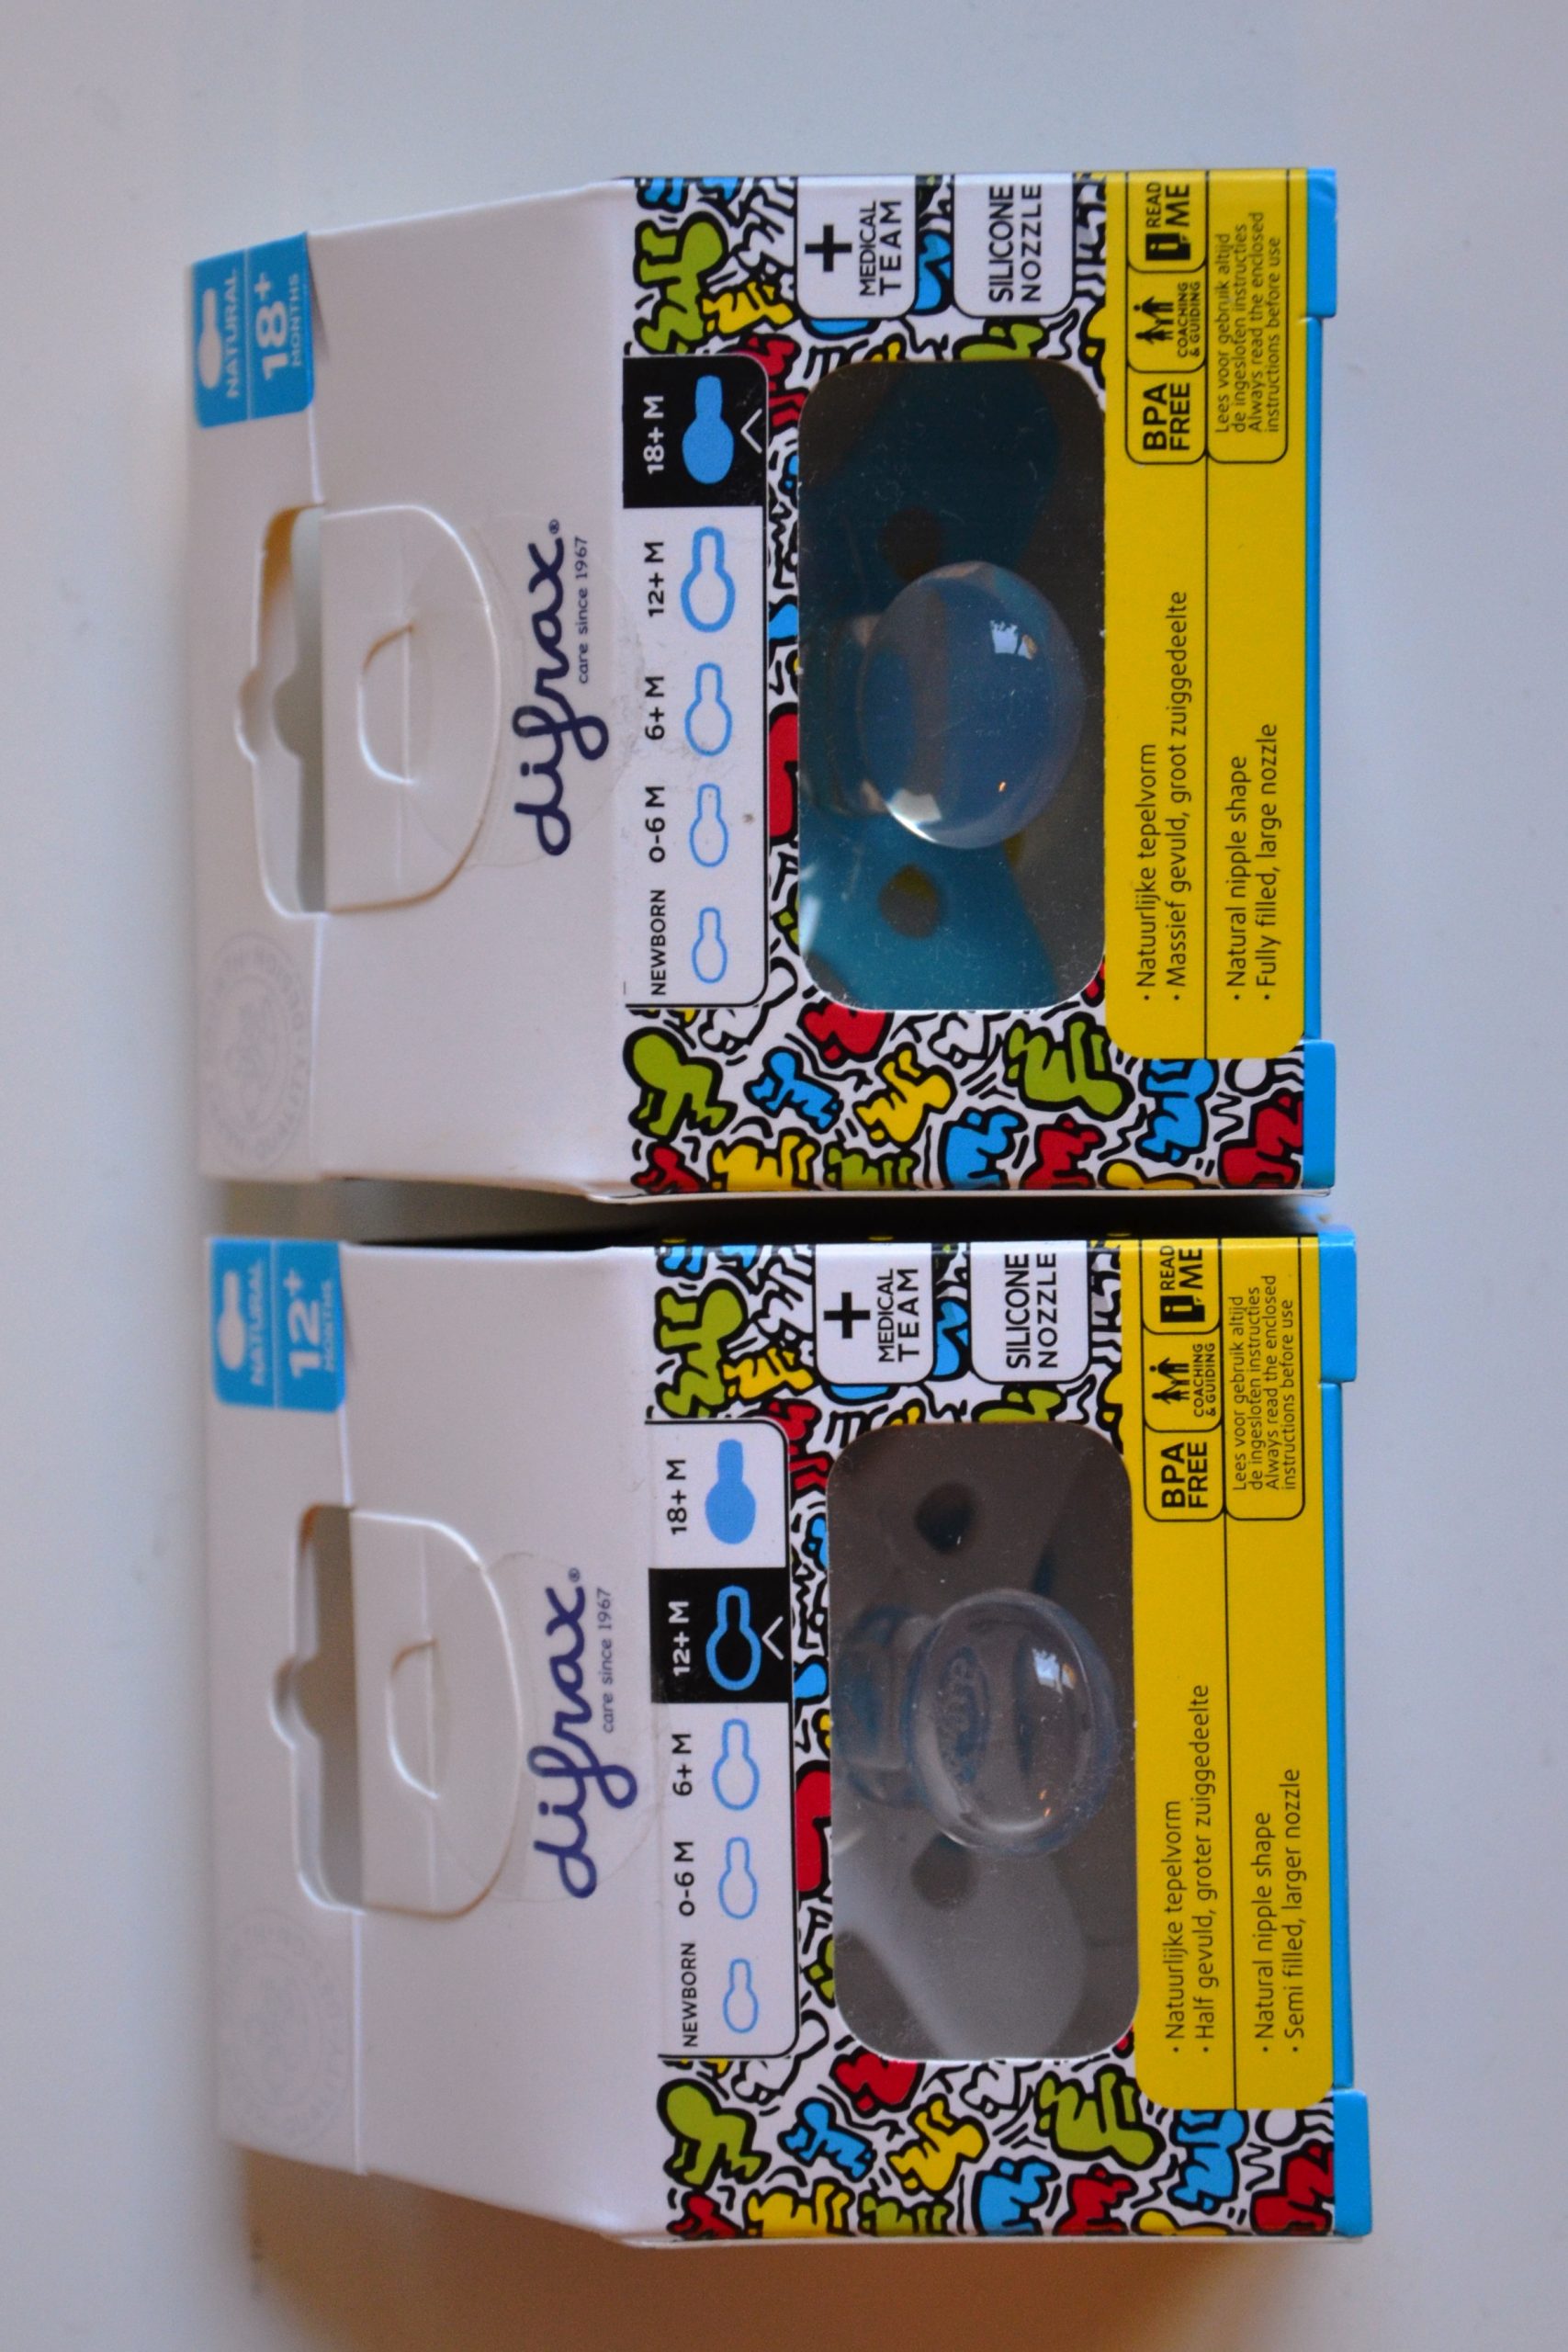 NATURAL
12+
MONTHS
difrax®
care since 1967
NEWBORN 0-6 M 6+ M 12+ M 18+ M
+
MEDICAL
TEAM
SILICONE
NOZZLE
BPA
FREE
COACHING
& GUIDING
i READ
ME
Lees voor gebruik altijd
de ingesloten instructies
Always read the enclosed
instructions before use
· Natuurlijke tepelvorm
· Half gevuld, groter zuiggedeelte
· Natural nipple shape
· Semi filled, larger nozzle
NATURAL
18+
MONTHS
difrax®
care since 1967
NEWBORN 0-6 M 6+ M 12+ M 18+ M
+
MEDICAL
TEAM
SILICONE
NOZZLE
BPA
FREE
COACHING
& GUIDING
i READ
ME
Lees voor gebruik altijd
de ingesloten instructies
Always read the enclosed
instructions before use
· Natuurlijke tepelvorm
· Massief gevuld, groot zuiggedeelte
· Natural nipple shape
· Fully filled, large nozzle